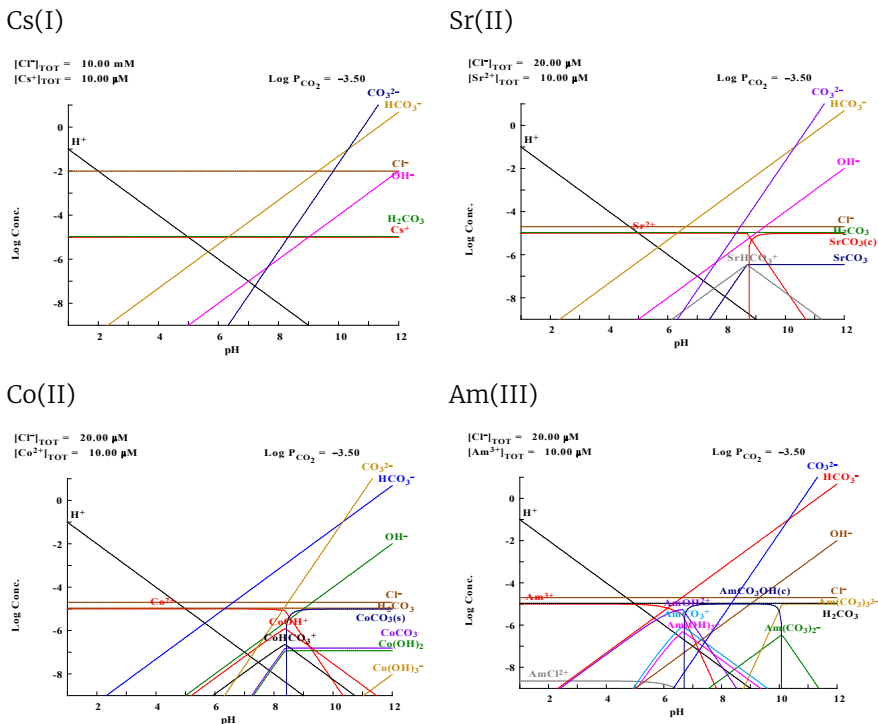 Cs(I)
[Cl⁻]TOT = 10.00 mM
[Cs⁺]TOT = 10.00 µM
Log PCO₂ = −3.50
CO₃²⁻
HCO₃⁻
H⁺
Cl⁻
OH⁻
H₂CO₃
Cs⁺
Log Conc.
0
-2
-4
-6
-8
2 4 6 8 10 12
pH
Sr(II)
[Cl⁻]TOT = 20.00 µM
[Sr²⁺]TOT = 10.00 µM
Log PCO₂ = −3.50
CO₃²⁻
HCO₃⁻
H⁺
OH⁻
Cl⁻
Sr²⁺
H₂CO₃
SrCO₃(c)
SrHCO₃⁺
SrCO₃
Log Conc.
0
-2
-4
-6
-8
2 4 6 8 10 12
pH
Co(II)
[Cl⁻]TOT = 20.00 µM
[Co²⁺]TOT = 10.00 µM
Log PCO₂ = −3.50
CO₃²⁻
HCO₃⁻
H⁺
OH⁻
Cl⁻
Co²⁺
H₂CO₃
CoCO₃(s)
CoOH⁺
CoHCO₃⁺
CoCO₃
Co(OH)₂
Co(OH)₃⁻
Log Conc.
0
-2
-4
-6
-8
2 4 6 8 10 12
pH
Am(III)
[Cl⁻]TOT = 20.00 µM
[Am³⁺]TOT = 10.00 µM
Log PCO₂ = −3.50
CO₃²⁻
HCO₃⁻
H⁺
OH⁻
Cl⁻
Am³⁺
AmCO₃OH(c)
AmOH²⁺
Am(CO₃)₃³⁻
H₂CO₃
Am(CO₃)₂⁻
AmCl²⁺
Log Conc.
0
-2
-4
-6
-8
2 4 6 8 10 12
pH